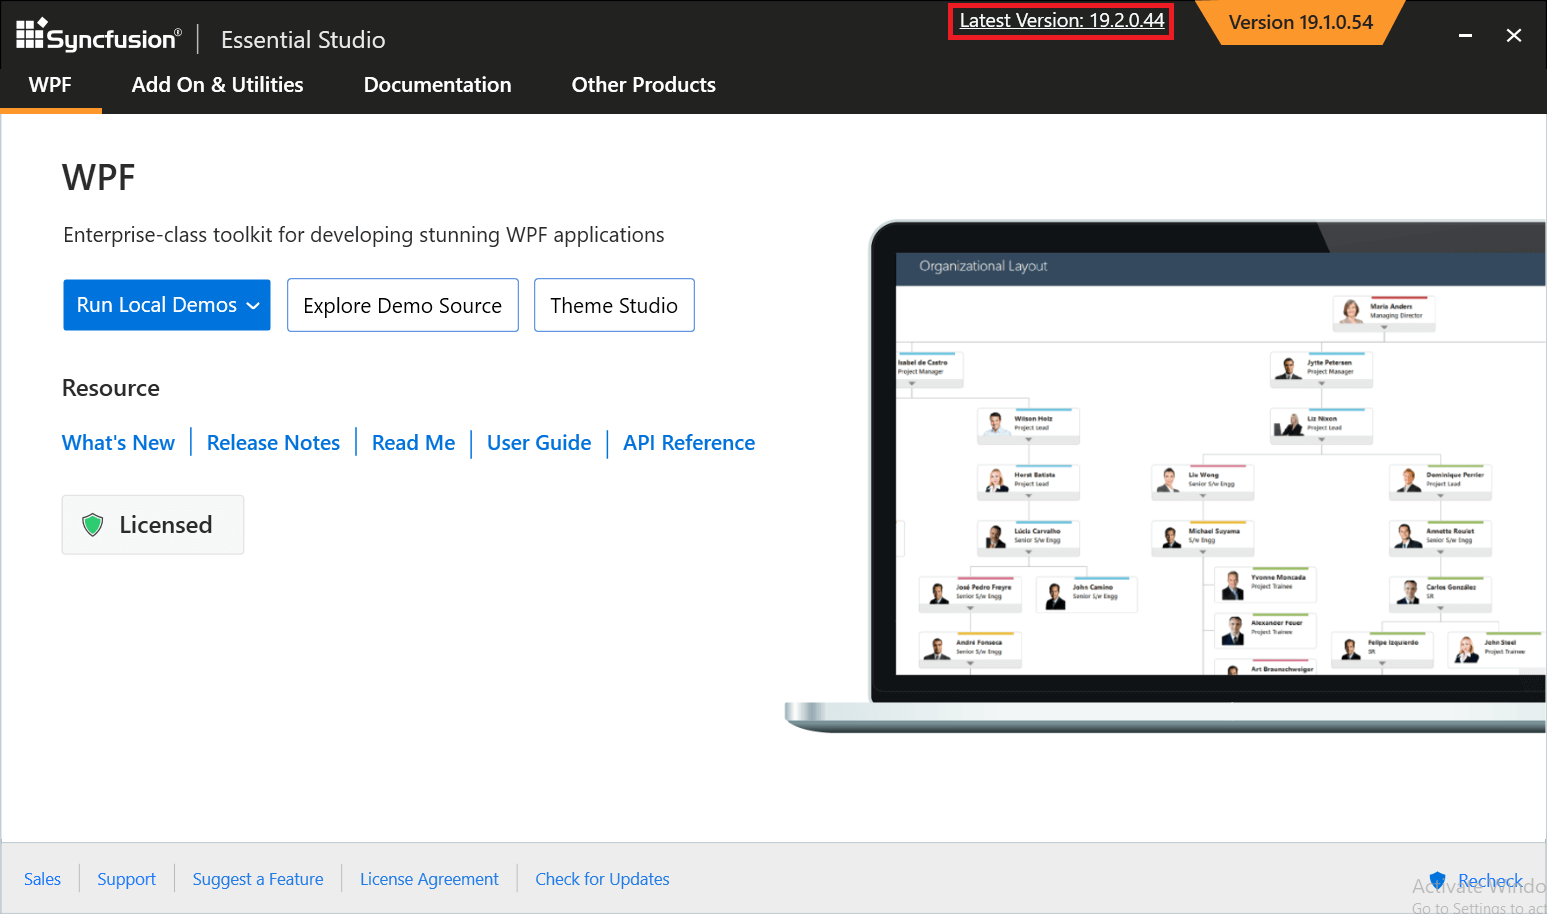 Syncfusion® Essential Studio
Latest Version: 19.2.0.44
Version 19.1.0.54
WPF Add On & Utilities Documentation Other Products
WPF
Enterprise-class toolkit for developing stunning WPF applications
Run Local Demos Explore Demo Source Theme Studio
Resource
What's New Release Notes Read Me User Guide API Reference
Licensed
Organizational Layout
Maria Anders
Managing Director
Isabel de Castro
Project Manager
Jytte Petersen
Project Manager
Wilson Holz
Project Lead
Liz Nixon
Project Lead
Horst Batista
Project Lead
Liu Wong
Senior S/w Engg
Dominique Perrier
Project Lead
Lúcia Carvalho
Senior S/w Engg
Michael Suyama
S/w Engg
Annette Roulet
Senior S/w Engg
José Pedro Freyre
Senior S/w Engg
John Camino
Senior S/w Engg
Yvonne Moncada
Project Trainee
Carlos González
SR
Alexander Feuer
Project Trainee
André Fonseca
Senior S/w Engg
Felipe Izquierdo
SR
John Steel
Project Trainee
Art Braunschweiger
Sales Support Suggest a Feature License Agreement Check for Updates
Recheck
Activate Windo
Go to Settings to act